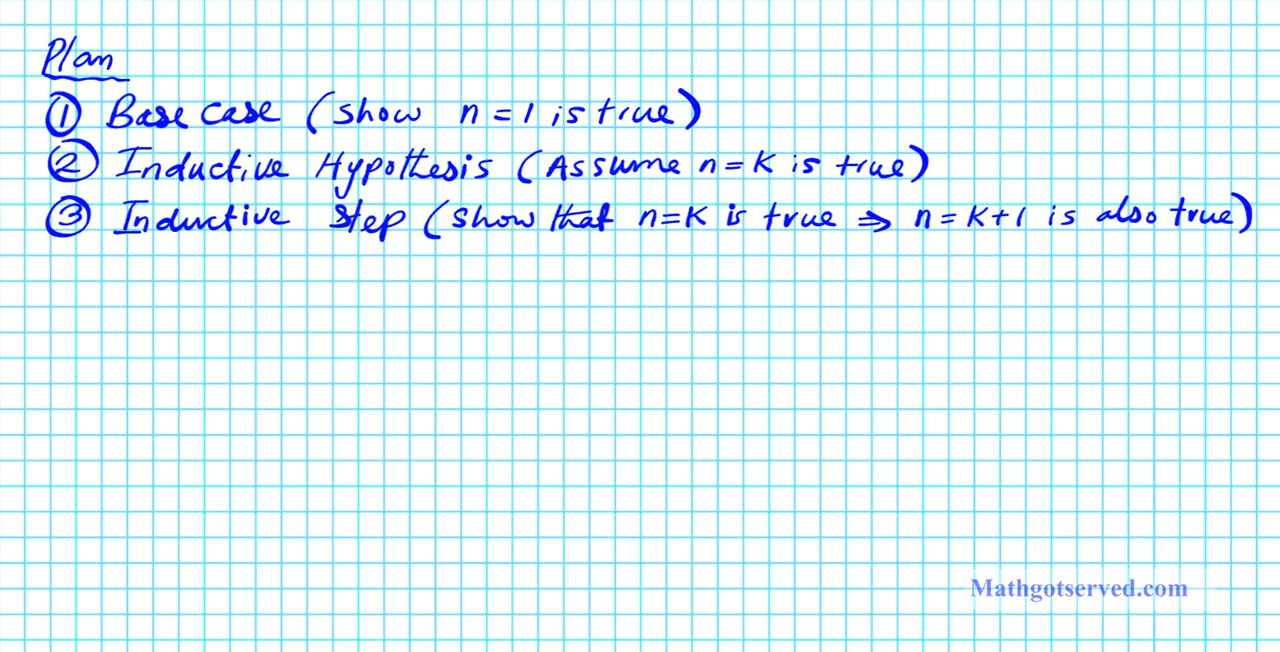 Plan
① Base case (show n = 1 is true)
② Inductive Hypothesis (Assume n = K is true)
③ Inductive Step (show that n = K is true ⇒ n = K + 1 is also true)
Mathgotserved.com